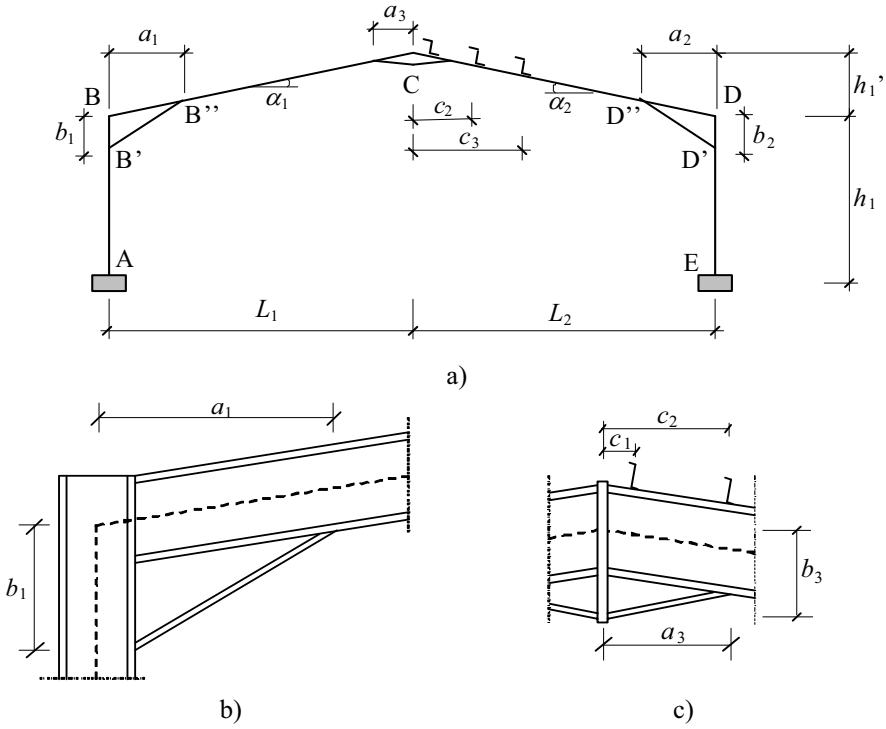 a3
a1
a2
B
α1
C
α2
D
h1'
B''
c2
D''
b1
c3
b2
B'
D'
h1
A
E
L1
L2
a)
a1
c2
c1
b1
b3
a3
b)
c)